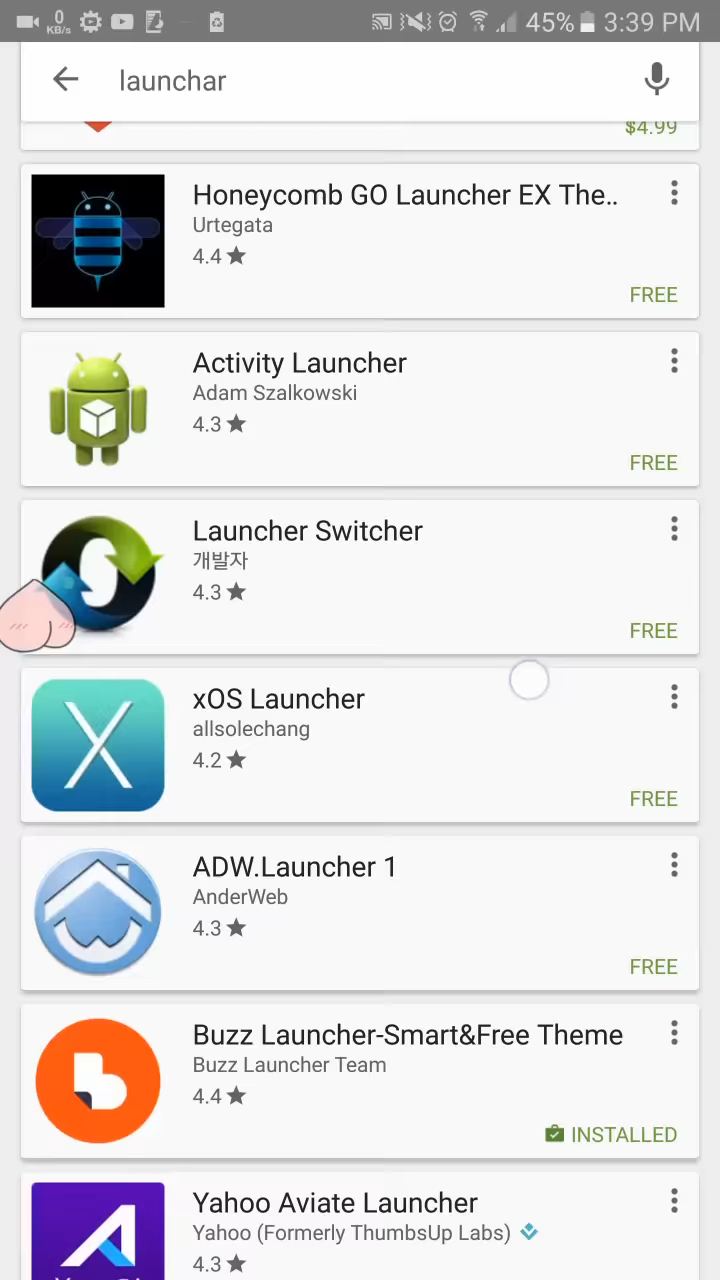 0
KB/s
45% 3:39 PM
launchar
$4.99
Honeycomb GO Launcher EX The..
Urtegata
4.4
FREE
Activity Launcher
Adam Szalkowski
4.3
FREE
Launcher Switcher
개발자
4.3
FREE
xOS Launcher
allsolechang
4.2
FREE
ADW.Launcher 1
AnderWeb
4.3
FREE
Buzz Launcher-Smart&Free Theme
Buzz Launcher Team
4.4
INSTALLED
Yahoo Aviate Launcher
Yahoo (Formerly ThumbsUp Labs)
4.3